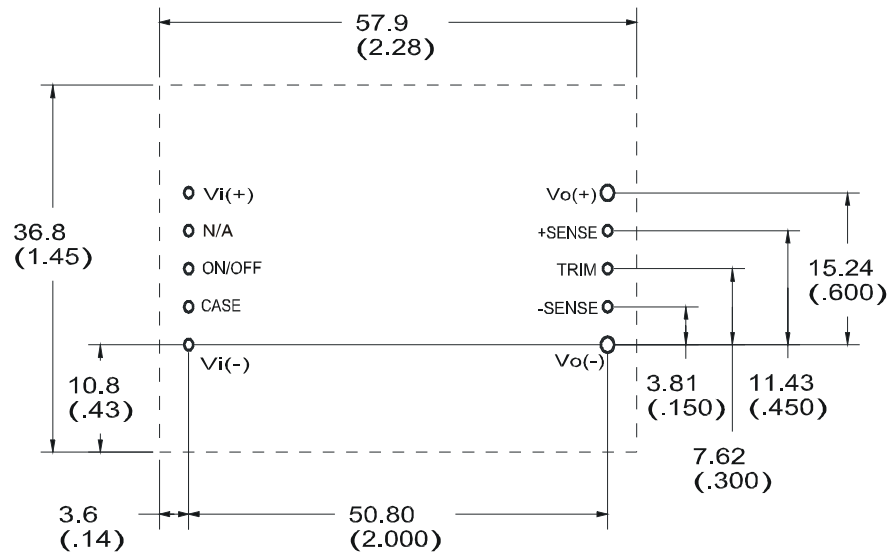 57.9
(2.28)
Vi(+)
Vo(+)
36.8
(1.45)
N/A
+SENSE
ON/OFF
TRIM
15.24
(.600)
CASE
-SENSE
Vi(-)
Vo(-)
10.8
(.43)
3.81
(.150)
11.43
(.450)
7.62
(.300)
3.6
(.14)
50.80
(2.000)